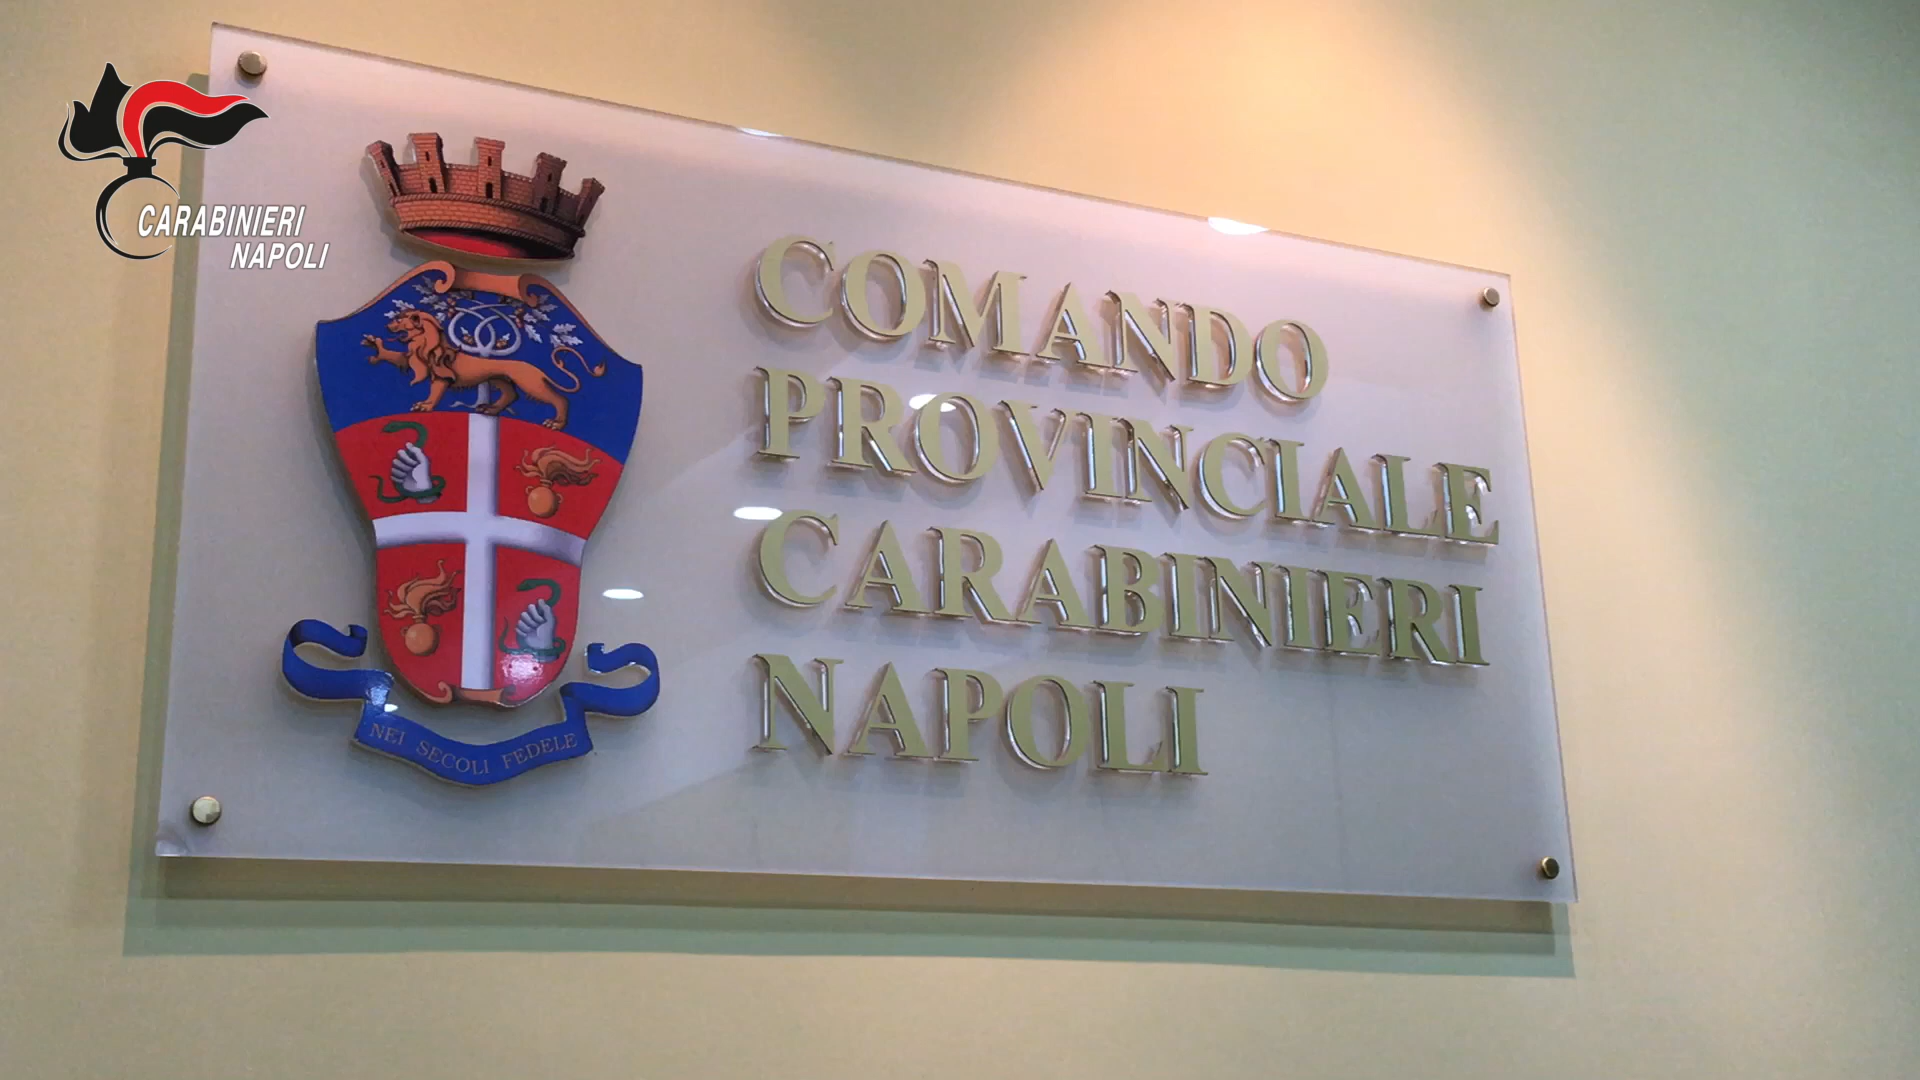 CARABINIERI
NAPOLI
COMANDO
PROVINCIALE
CARABINIERI
NAPOLI
NEI SECOLI FEDELE